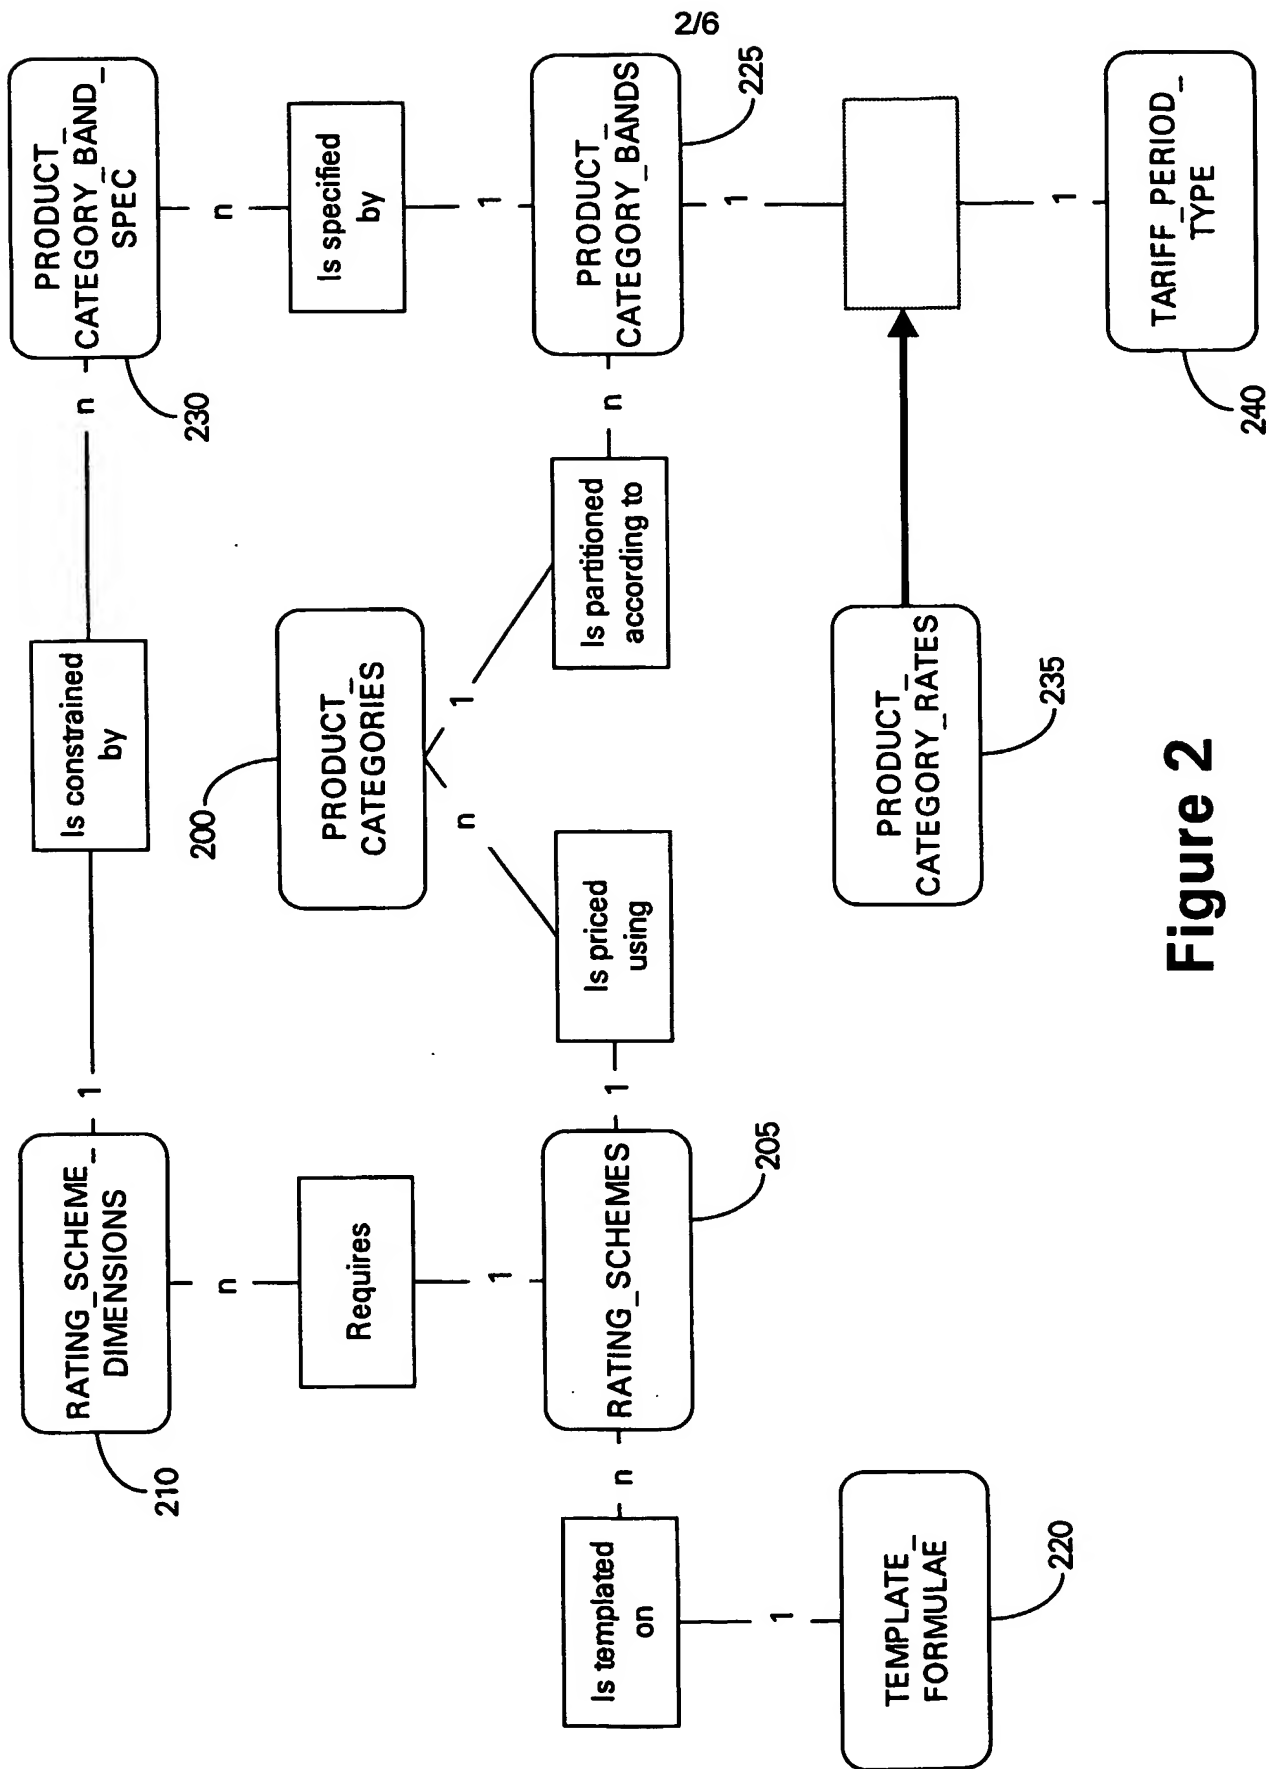 2/6
RATING_SCHEME_
DIMENSIONS
210
1
Is constrained
by
n
PRODUCT_
CATEGORY_BAND_
SPEC
230
n
Requires
1
n
Is specified
by
1
200
PRODUCT_
CATEGORIES
n
1
Is templated
on
n
RATING_SCHEMES
205
1
Is priced
using
Is partitioned
according to
n
PRODUCT_
CATEGORY_BANDS
225
1
1
TEMPLATE_
FORMULAE
220
PRODUCT_
CATEGORY_RATES
235
1
TARIFF_PERIOD_
TYPE
240
Figure 2